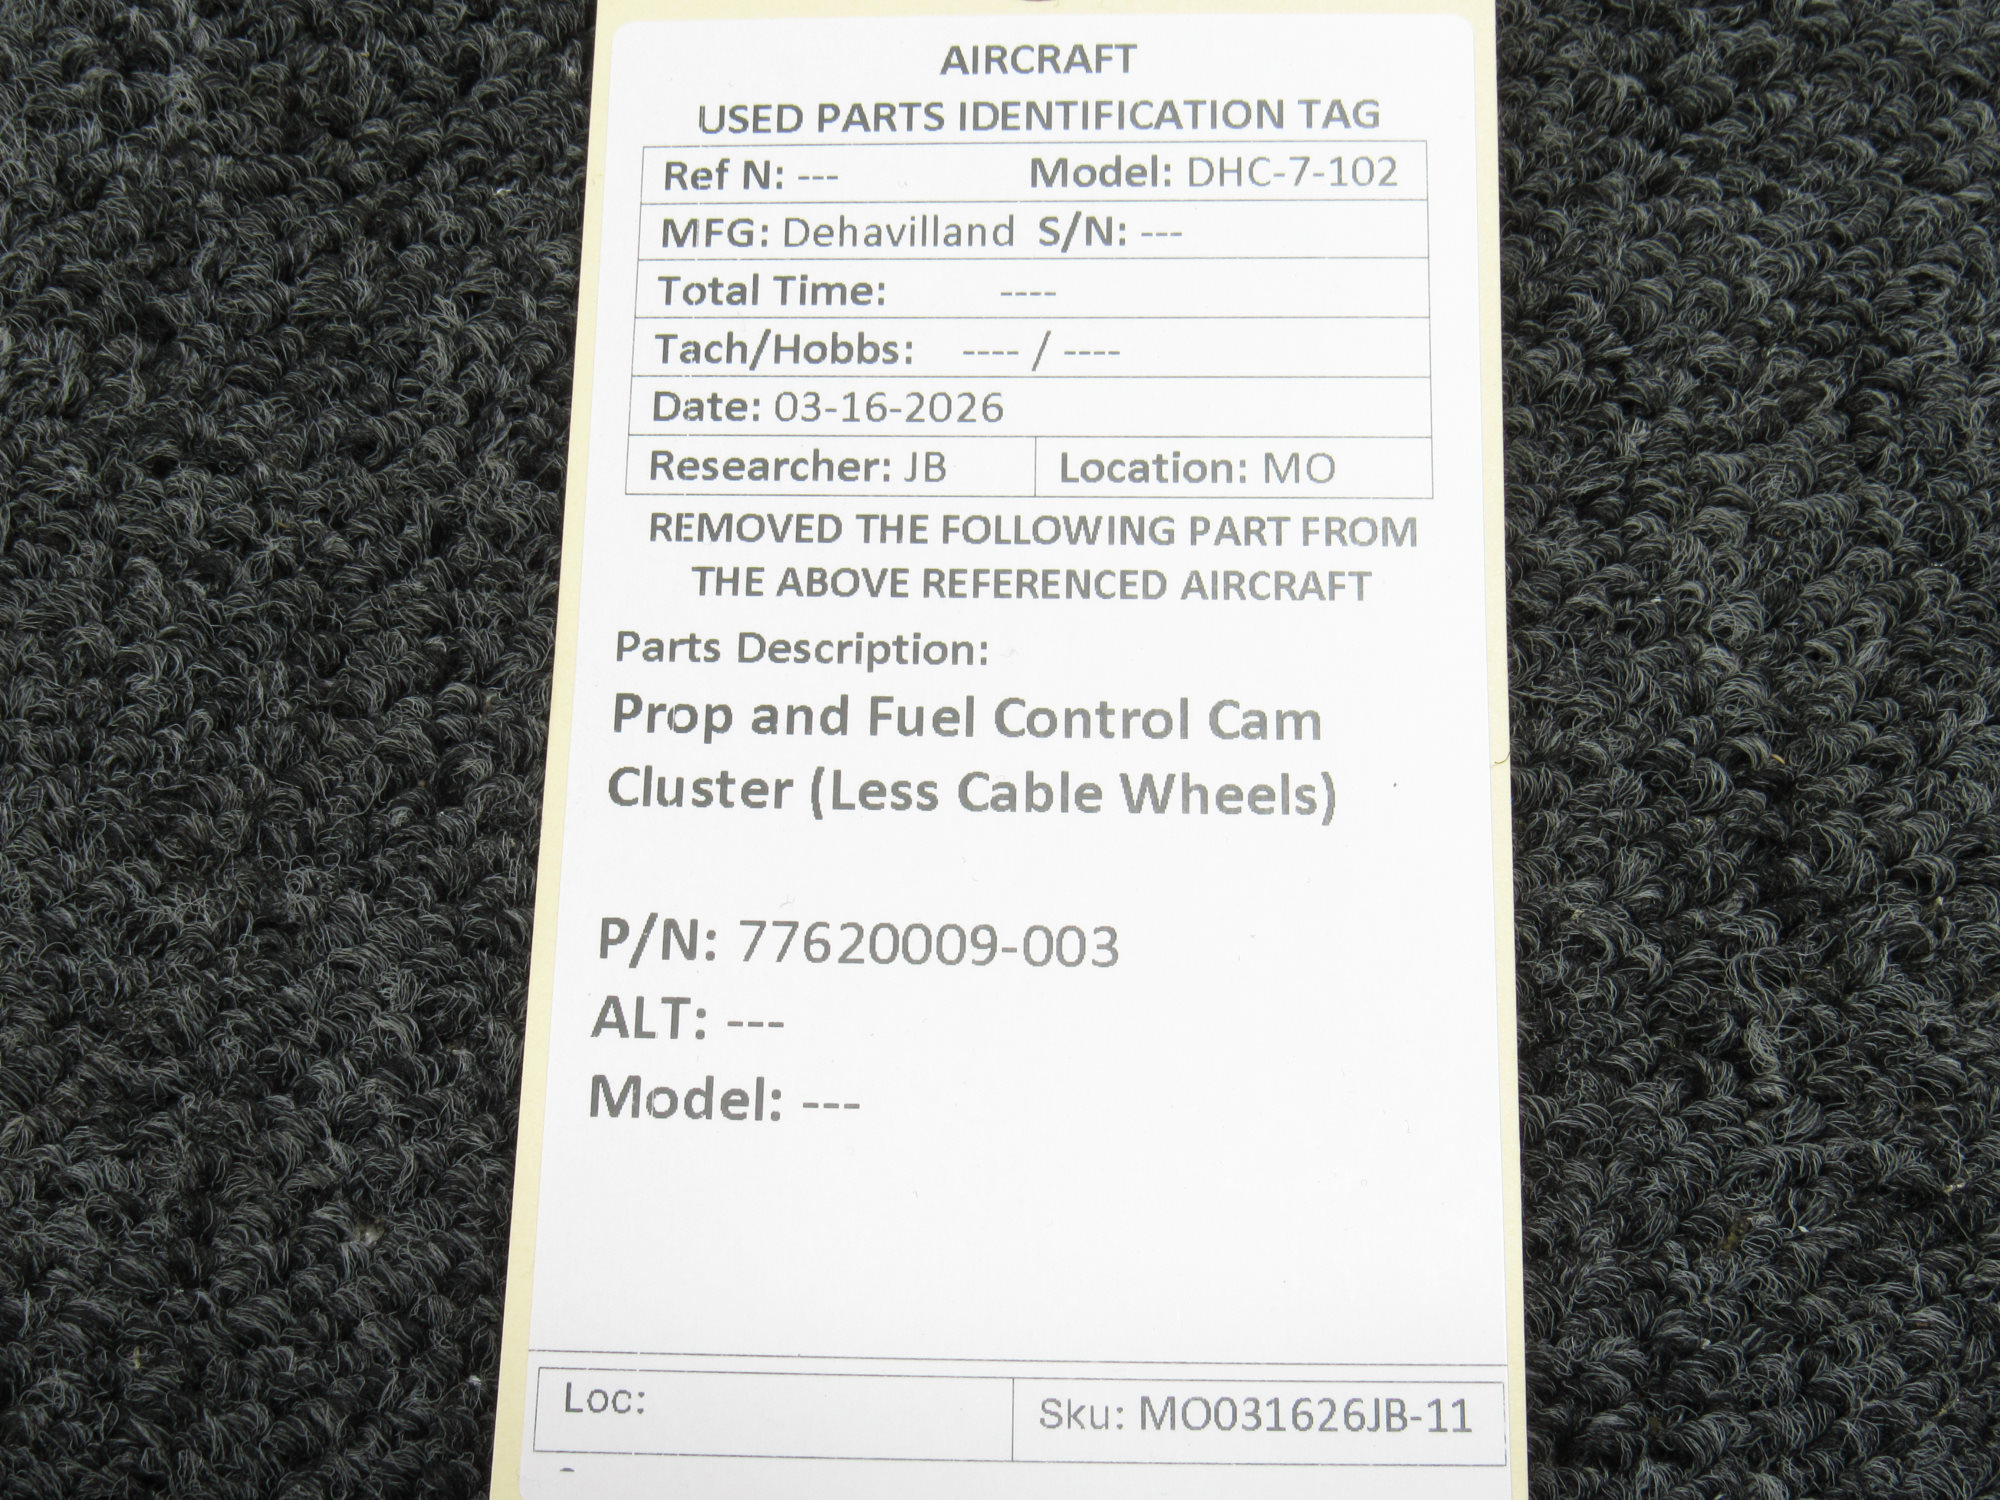 AIRCRAFT
USED PARTS IDENTIFICATION TAG
Ref N: --- Model: DHC-7-102
MFG: Dehavilland S/N: ---
Total Time: ----
Tach/Hobbs: ---- / ----
Date: 03-16-2026
Researcher: JB Location: MO
REMOVED THE FOLLOWING PART FROM
THE ABOVE REFERENCED AIRCRAFT
Parts Description:
Prop and Fuel Control Cam
Cluster (Less Cable Wheels)
P/N: 77620009-003
ALT: ---
Model: ---
Loc: Sku: MO031626JB-11